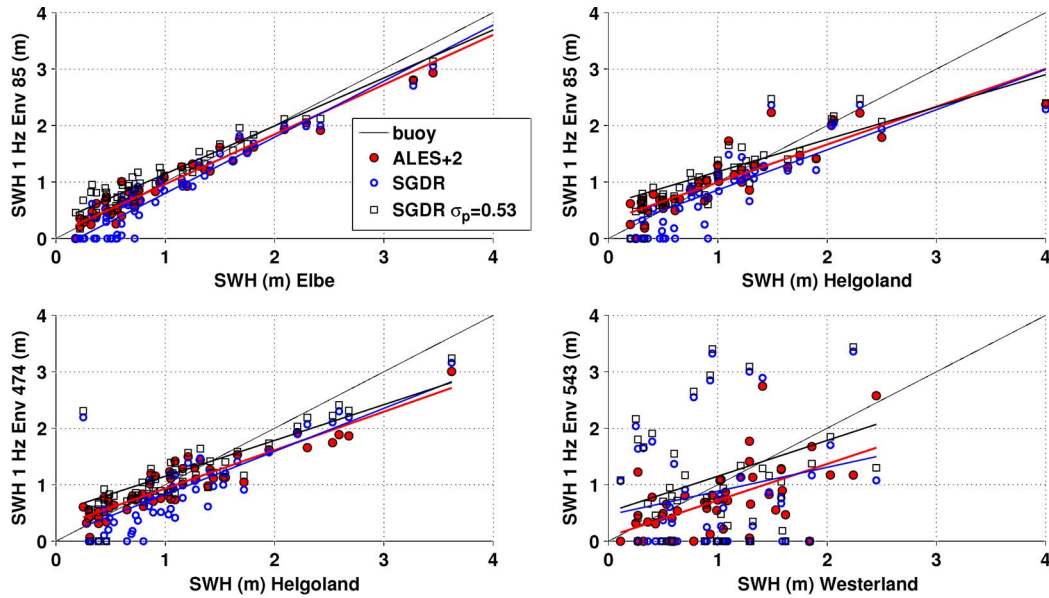 4
3
2
1
0
SWH 1 Hz Env 85 (m)
0 1 2 3 4
SWH (m) Elbe
buoy
ALES+2
SGDR
SGDR σp=0.53
4
3
2
1
0
SWH 1 Hz Env 85 (m)
0 1 2 3 4
SWH (m) Helgoland
4
3
2
1
0
SWH 1 Hz Env 474 (m)
0 1 2 3 4
SWH (m) Helgoland
4
3
2
1
0
SWH 1 Hz Env 543 (m)
0 1 2 3 4
SWH (m) Westerland